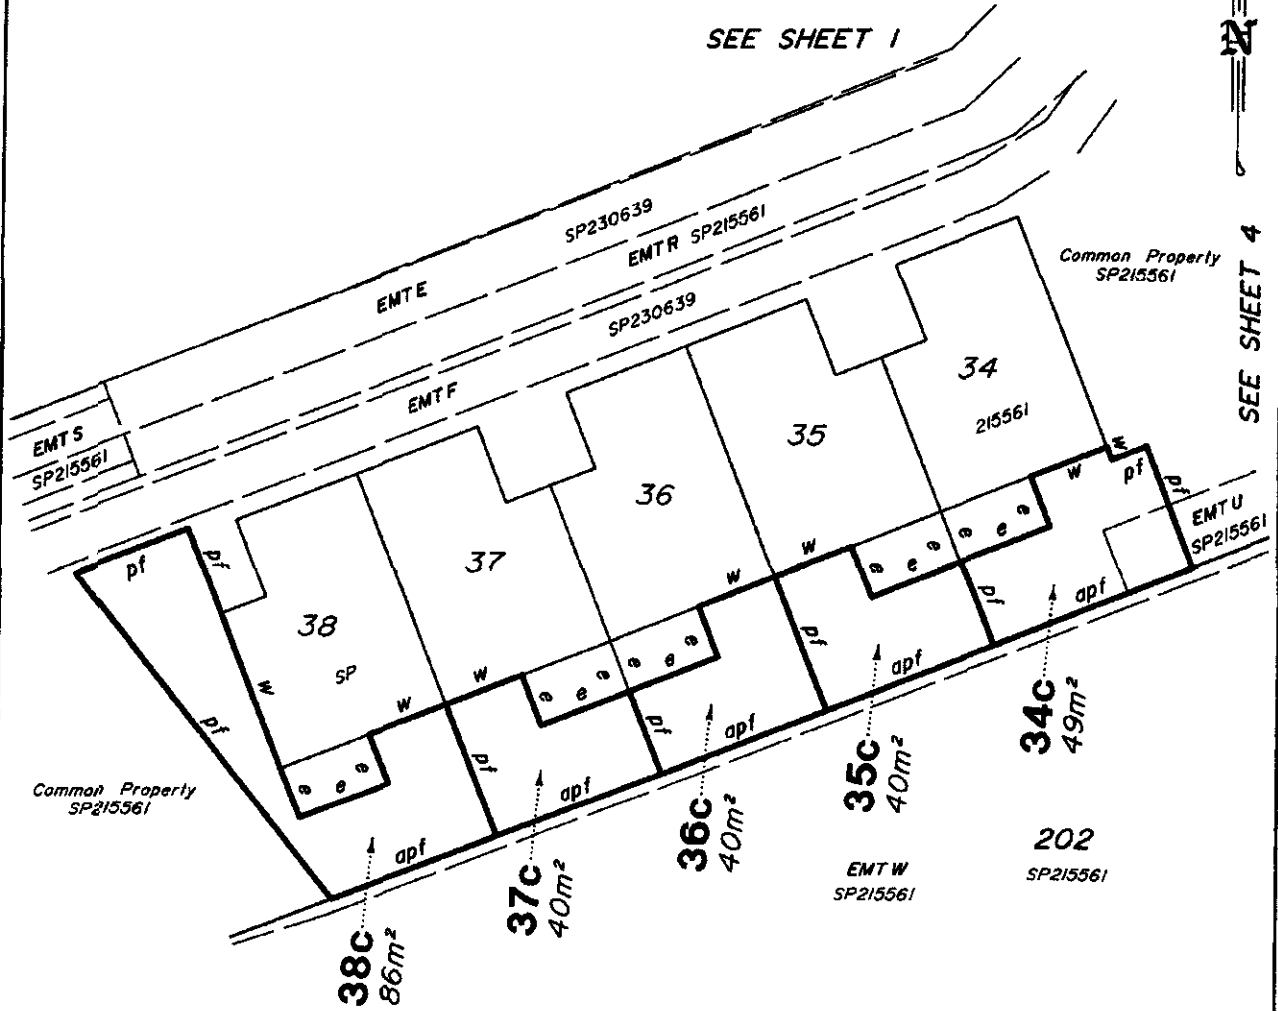 SEE SHEET 1
SEE SHEET 4
SP230639
EMT R SP215561
EMT E
SP230639
EMT F
EMT S
SP215561
Common Property
SP215561
34
215561
35
36
37
38
SP
w
pf
pf
w
e e e e
w
EMT U
SP215561
pf
apf
w
e e e e
pf
apf
w
w
e e e
pf
apf
pf
apf
pf
pf
w
pf
apf
Common Property
SP215561
34c
49m²
35c
40m²
36c
40m²
37c
40m²
38c
86m²
202
SP215561
EMT W
SP215561